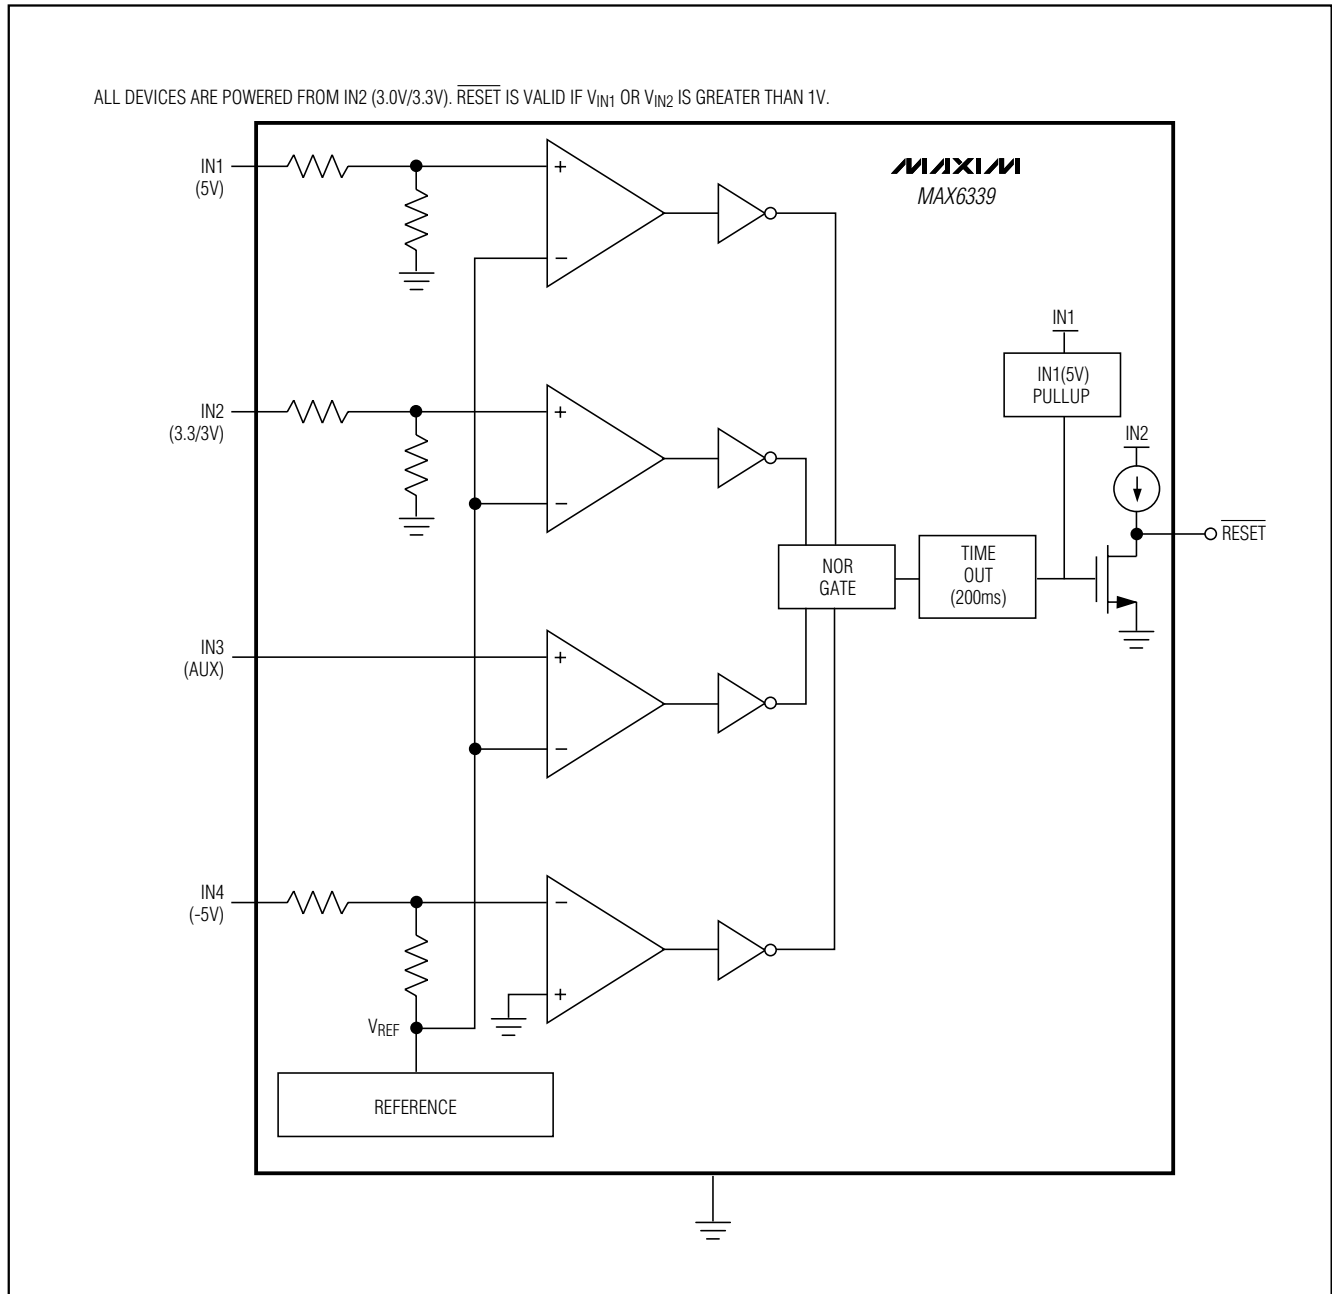 ALL DEVICES ARE POWERED FROM IN2 (3.0V/3.3V). RESET IS VALID IF VIN1 OR VIN2 IS GREATER THAN 1V.
IN1
(5V)
+
−
MAXIM
MAX6339
IN2
(3.3/3V)
+
−
IN1
IN1(5V)
PULLUP
IN2
RESET
NOR
GATE
TIME
OUT
(200ms)
IN3
(AUX)
+
−
IN4
(-5V)
−
+
VREF
REFERENCE